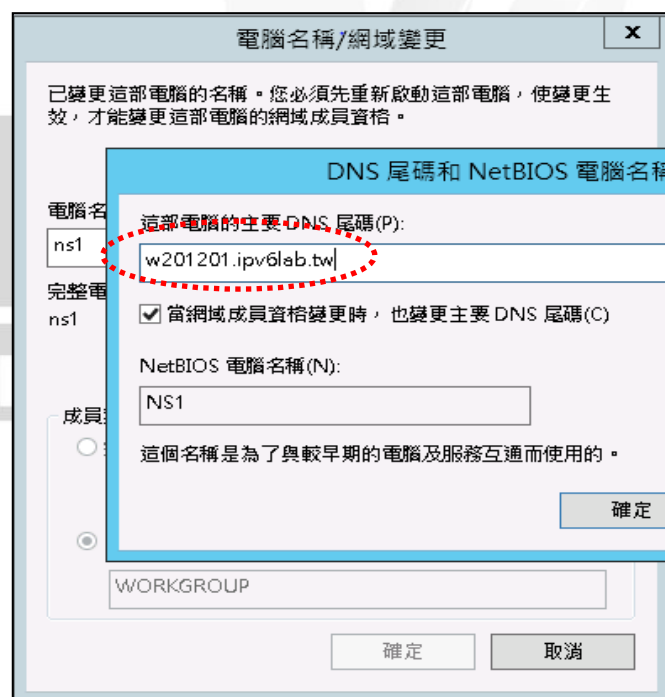 電腦名稱/網域變更
x
已變更這部電腦的名稱。您必須先重新啟動這部電腦,使變更生
效,才能變更這部電腦的網域成員資格。
DNS 尾碼和 NetBIOS 電腦名稱
電腦名
ns1
這部電腦的主要 DNS 尾碼(P):
w201201.ipv6lab.tw
完整電
ns1
當網域成員資格變更時,也變更主要 DNS 尾碼(C)
NetBIOS 電腦名稱(N):
NS1
成員
這個名稱是為了與較早期的電腦及服務互通而使用的。
確定
WORKGROUP
確定
取消